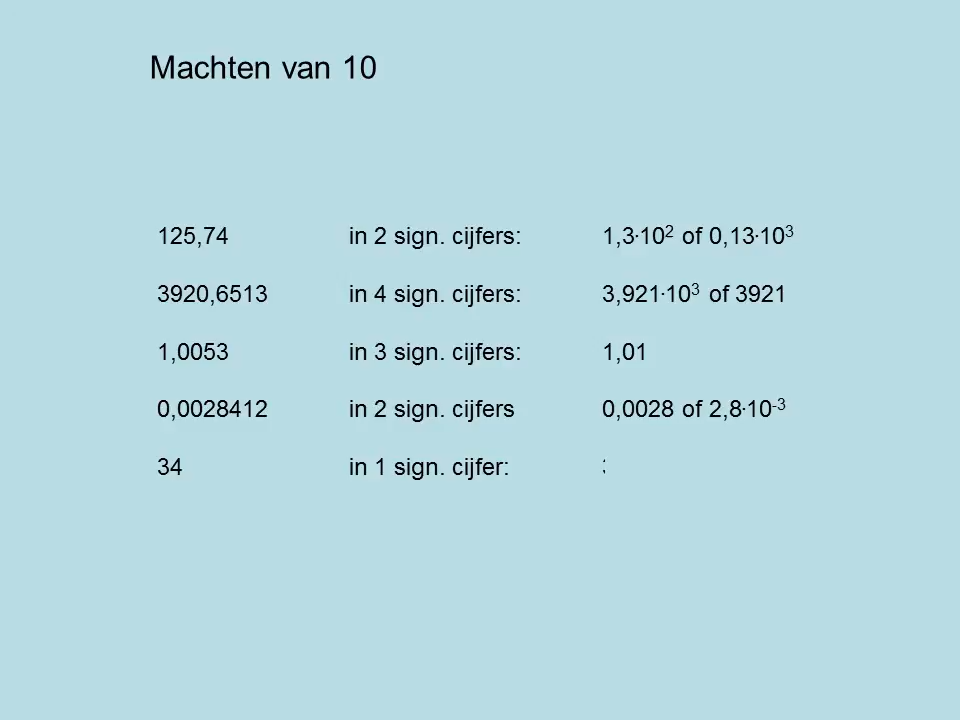 Machten van 10
125,74 in 2 sign. cijfers: 1,3·10² of 0,13·10³
3920,6513 in 4 sign. cijfers: 3,921·10³ of 3921
1,0053 in 3 sign. cijfers: 1,01
0,0028412 in 2 sign. cijfers 0,0028 of 2,8·10⁻³
34 in 1 sign. cijfer: